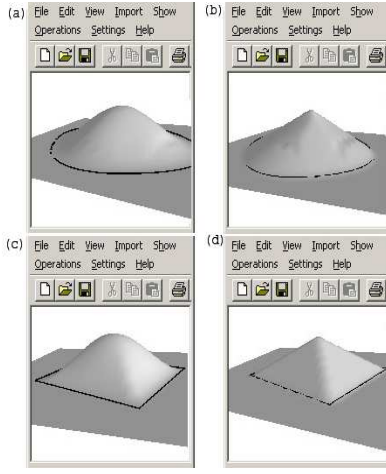 (a)
File Edit View Import Show
Operations Settings Help
(b)
File Edit View Import Show
Operations Settings Help
(c)
File Edit View Import Show
Operations Settings Help
(d)
File Edit View Import Show
Operations Settings Help